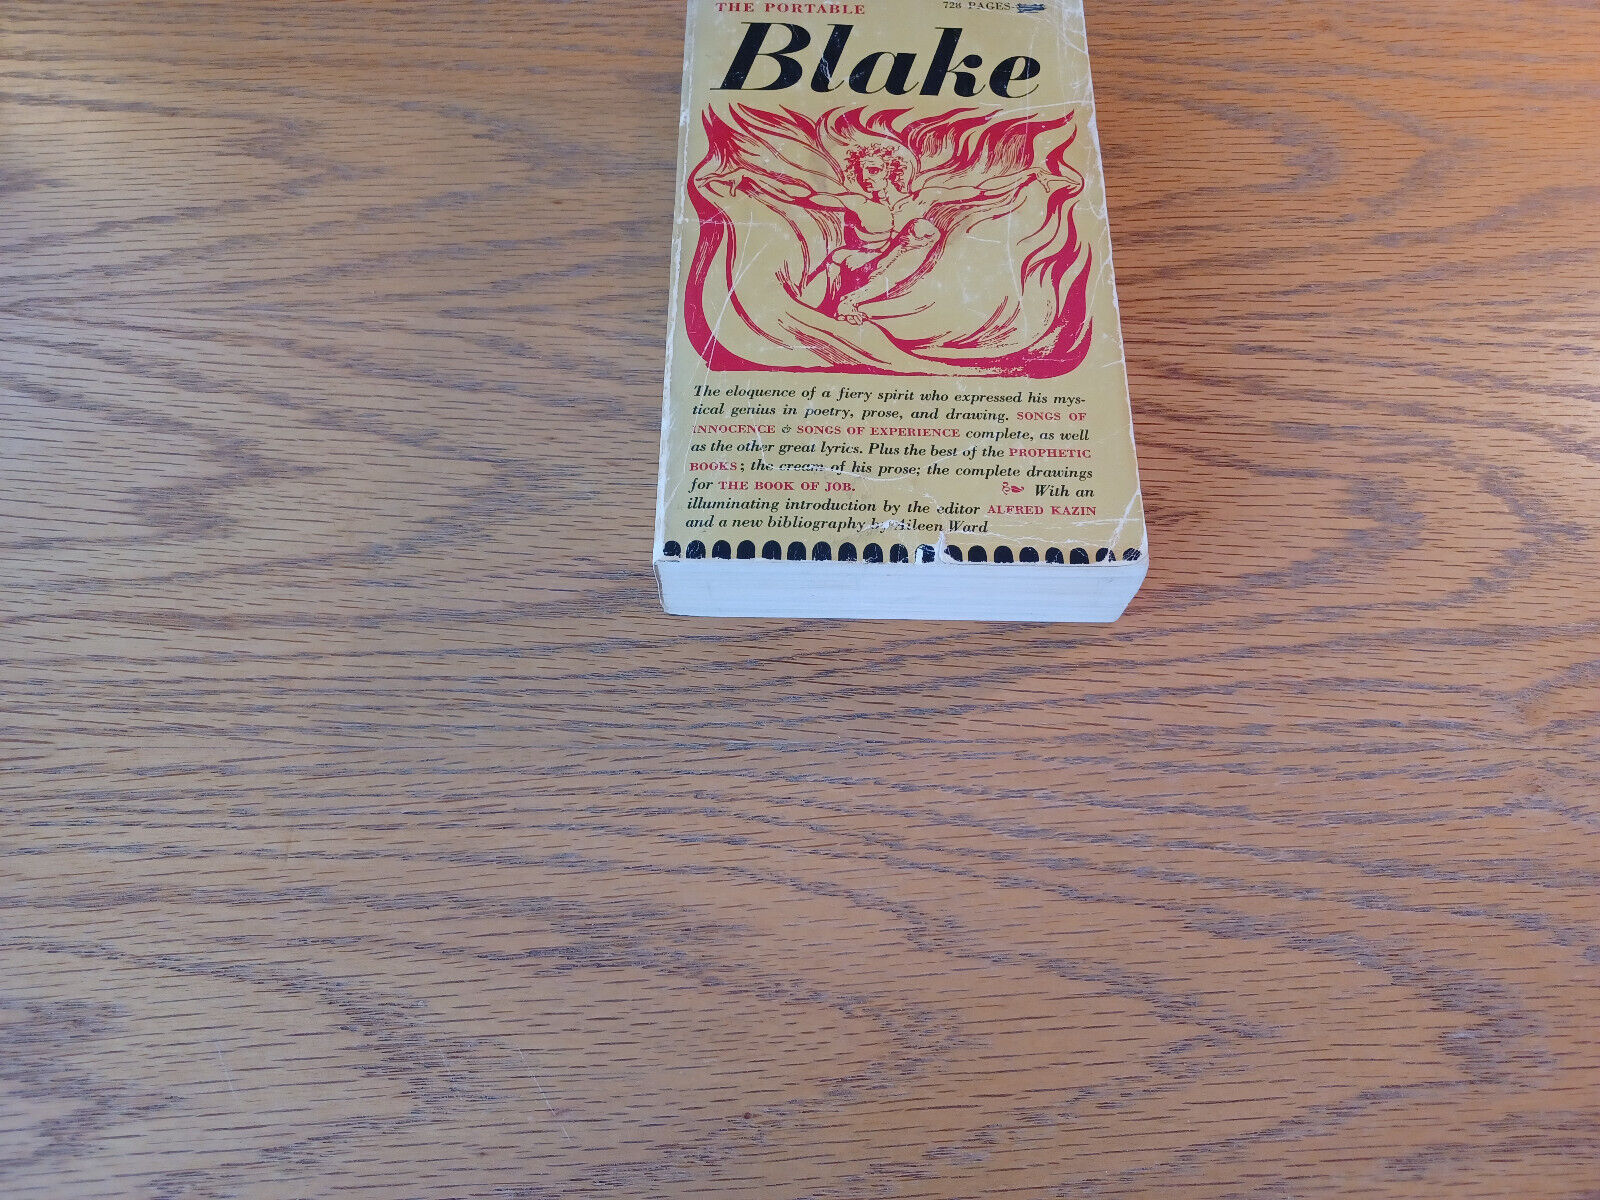 THE PORTABLE 728 PAGES
Blake
The eloquence of a fiery spirit who expressed his mys-
tical genius in poetry, prose, and drawing. SONGS OF
INNOCENCE & SONGS OF EXPERIENCE complete, as well
as the other great lyrics. Plus the best of the PROPHETIC
BOOKS; the cream of his prose; the complete drawings
for THE BOOK OF JOB. With an
illuminating introduction by the editor ALFRED KAZIN
and a new bibliography by Aileen Ward